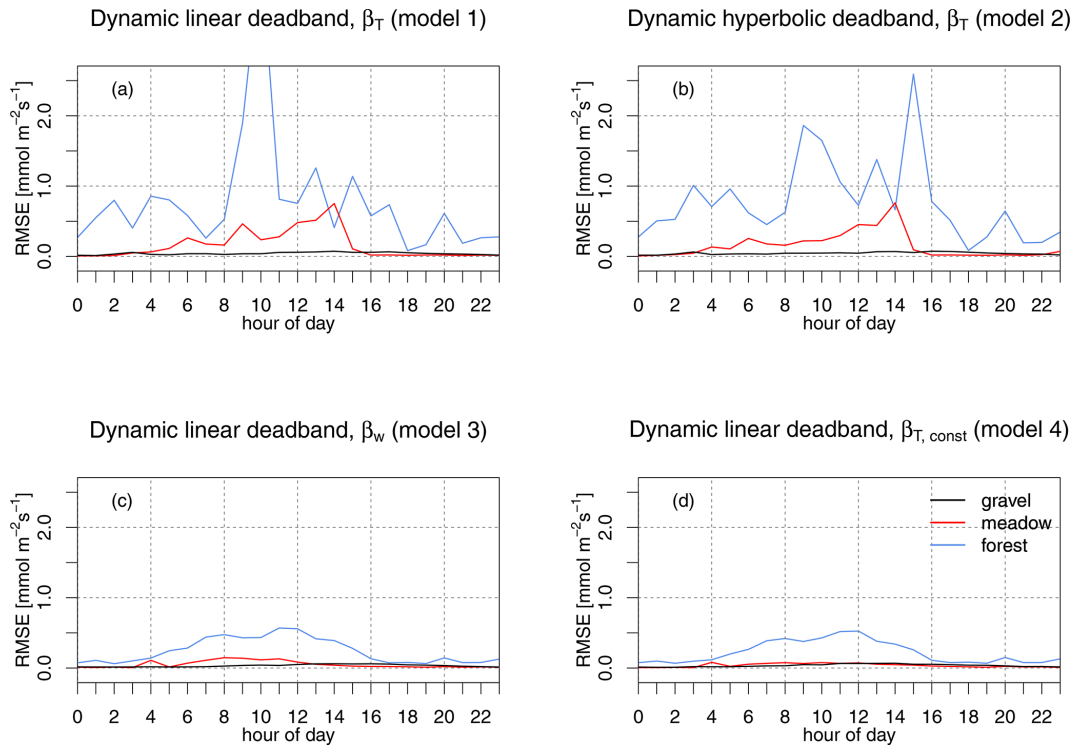 Dynamic linear deadband, β_T (model 1)
Dynamic hyperbolic deadband, β_T (model 2)
(a)
RMSE [mmol m⁻²s⁻¹]
0.0 1.0 2.0
0 2 4 6 8 10 12 14 16 18 20 22
hour of day
(b)
RMSE [mmol m⁻²s⁻¹]
0.0 1.0 2.0
0 2 4 6 8 10 12 14 16 18 20 22
hour of day
Dynamic linear deadband, β_w (model 3)
Dynamic linear deadband, β_T, const (model 4)
(c)
RMSE [mmol m⁻²s⁻¹]
0.0 1.0 2.0
0 2 4 6 8 10 12 14 16 18 20 22
hour of day
(d)
gravel
meadow
forest
RMSE [mmol m⁻²s⁻¹]
0.0 1.0 2.0
0 2 4 6 8 10 12 14 16 18 20 22
hour of day